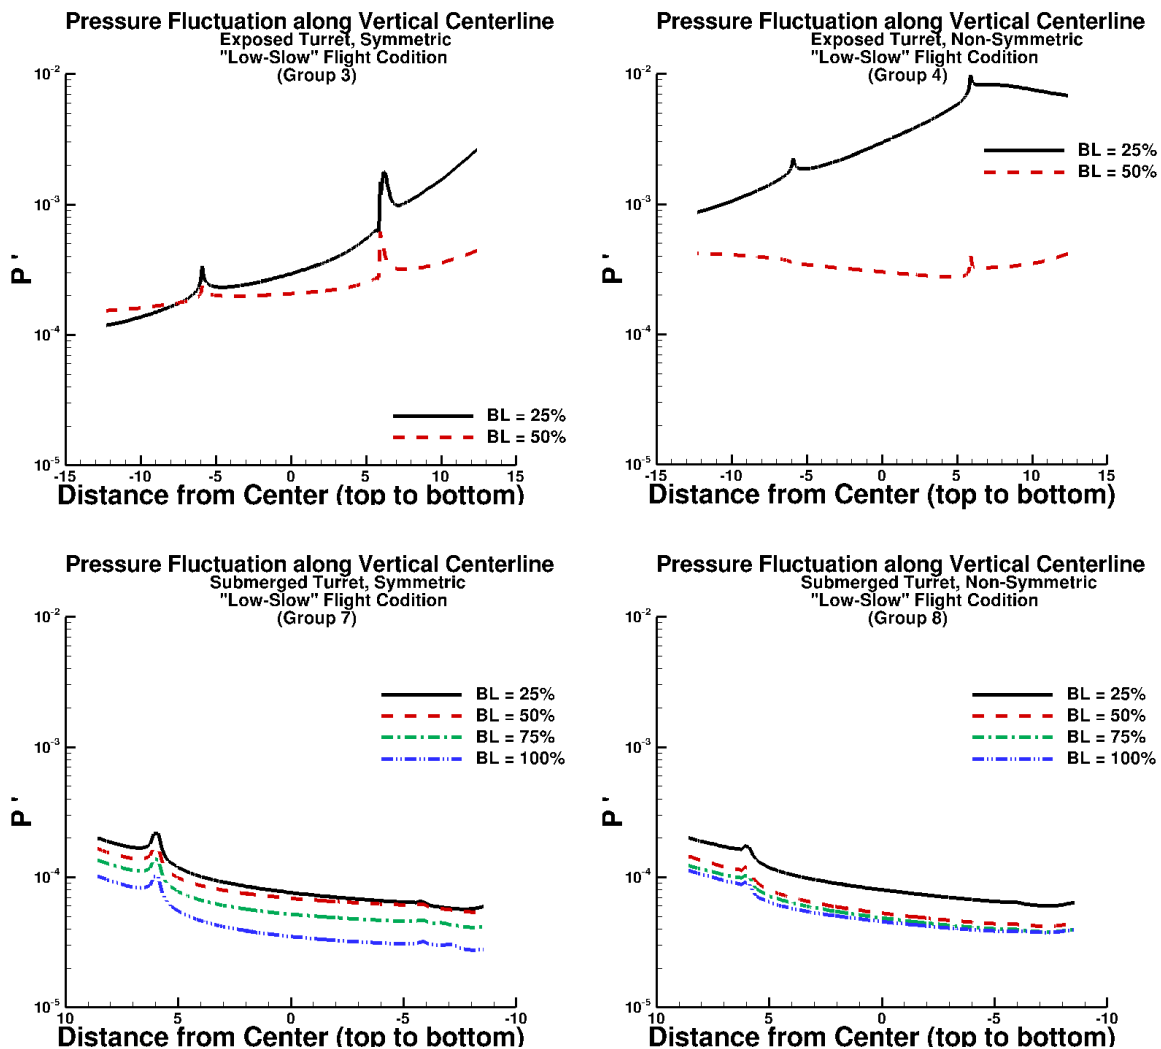 Pressure Fluctuation along Vertical Centerline
Exposed Turret, Symmetric
"Low-Slow" Flight Codition
(Group 3)
10-2
10-3
10-4
10-5
P'
BL = 25%
BL = 50%
-15 -10 -5 0 5 10 15
Distance from Center (top to bottom)
Pressure Fluctuation along Vertical Centerline
Exposed Turret, Non-Symmetric
"Low-Slow" Flight Codition
(Group 4)
10-2
10-3
10-4
10-5
P'
BL = 25%
BL = 50%
-15 -10 -5 0 5 10 15
Distance from Center (top to bottom)
Pressure Fluctuation along Vertical Centerline
Submerged Turret, Symmetric
"Low-Slow" Flight Codition
(Group 7)
10-2
10-3
10-4
10-5
P'
BL = 25%
BL = 50%
BL = 75%
BL = 100%
10 5 0 -5 -10
Distance from Center (top to bottom)
Pressure Fluctuation along Vertical Centerline
Submerged Turret, Non-Symmetric
"Low-Slow" Flight Codition
(Group 8)
10-2
10-3
10-4
10-5
P'
BL = 25%
BL = 50%
BL = 75%
BL = 100%
10 5 0 -5 -10
Distance from Center (top to bottom)